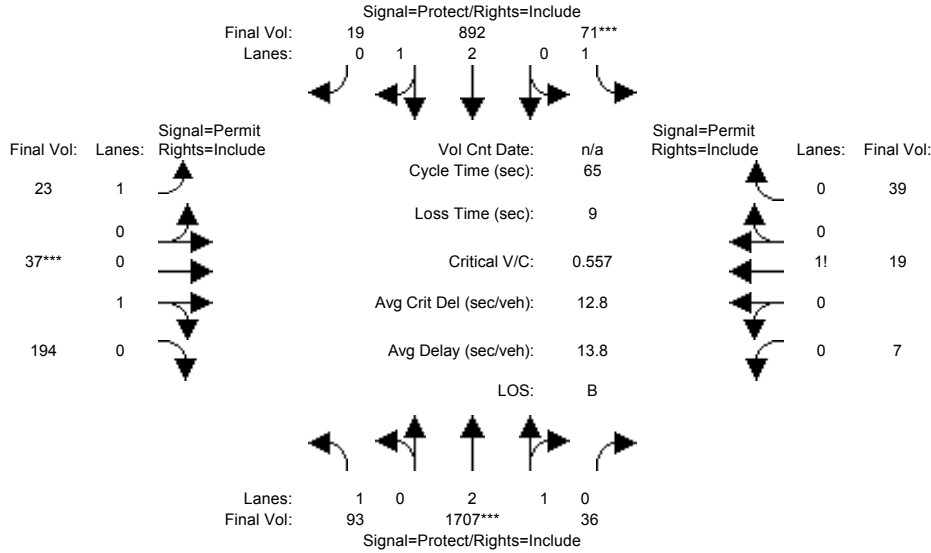 Signal=Protect/Rights=Include
Final Vol: 19 892 71***
Lanes: 0 1 2 0 1
Signal=Permit Signal=Permit
Final Vol: Lanes: Rights=Include Vol Cnt Date: n/a Rights=Include Lanes: Final Vol:
Cycle Time (sec): 65
23 1 0 39
Loss Time (sec): 9
0 0
37*** 0 Critical V/C: 0.557 1! 19
1 Avg Crit Del (sec/veh): 12.8 0
194 0 Avg Delay (sec/veh): 13.8 0 7
LOS: B
Lanes: 1 0 2 1 0
Final Vol: 93 1707*** 36
Signal=Protect/Rights=Include